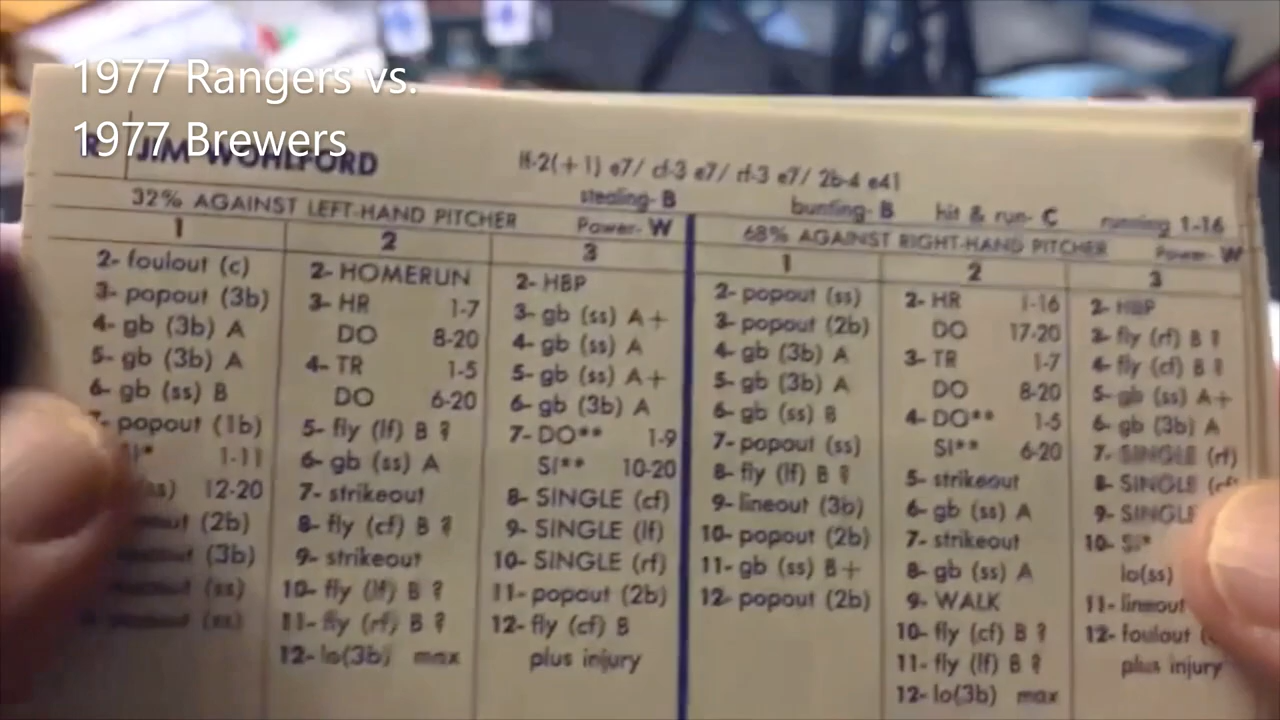 1977 Rangers vs.
1977 Brewers
R JIM WOHLFORD
lf-2(+1) e7/ cf-3 e7/ rf-3 e7/ 2b-4 e41
stealing- B bunting- B hit & run- C running 1-16
32% AGAINST LEFT-HAND PITCHER Power- W
1
2- foulout (c)
3- popout (3b)
4- gb (3b) A
5- gb (3b) A
6- gb (ss) B
7- popout (1b)
1-11
(ss) 12-20
(2b)
(3b)
(ss)
(ss)
2
2- HOMERUN
3- HR 1-7
DO 8-20
4- TR 1-5
DO 6-20
5- fly (lf) B ?
6- gb (ss) A
7- strikeout
8- fly (cf) B ?
9- strikeout
10- fly (lf) B ?
11- fly (rf) B ?
12- lo(3b) max
3
2- HBP
3- gb (ss) A+
4- gb (ss) A
5- gb (ss) A+
6- gb (3b) A
7- DO** 1-9
SI** 10-20
8- SINGLE (cf)
9- SINGLE (lf)
10- SINGLE (rf)
11- popout (2b)
12- fly (cf) B
plus injury
68% AGAINST RIGHT-HAND PITCHER Power- W
1
2- popout (ss)
3- popout (2b)
4- gb (3b) A
5- gb (3b) A
6- gb (ss) B
7- popout (ss)
8- fly (lf) B ?
9- lineout (3b)
10- popout (2b)
11- gb (ss) B+
12- popout (2b)
2
2- HR 1-16
DO 17-20
3- TR 1-7
DO 8-20
4- DO** 1-5
SI** 6-20
5- strikeout
6- gb (ss) A
7- strikeout
8- gb (ss) A
9- WALK
10- fly (cf) B ?
11- fly (lf) B ?
12- lo(3b) max
3
2- HBP
3- fly (rf) B ?
4- fly (cf) B ?
5- gb (ss) A+
6- gb (3b) A
7- SINGLE (rf)
8- SINGLE (cf)
9- SINGLE
10- SI*
lo(ss)
11- lineout
12- foulout
plus injury